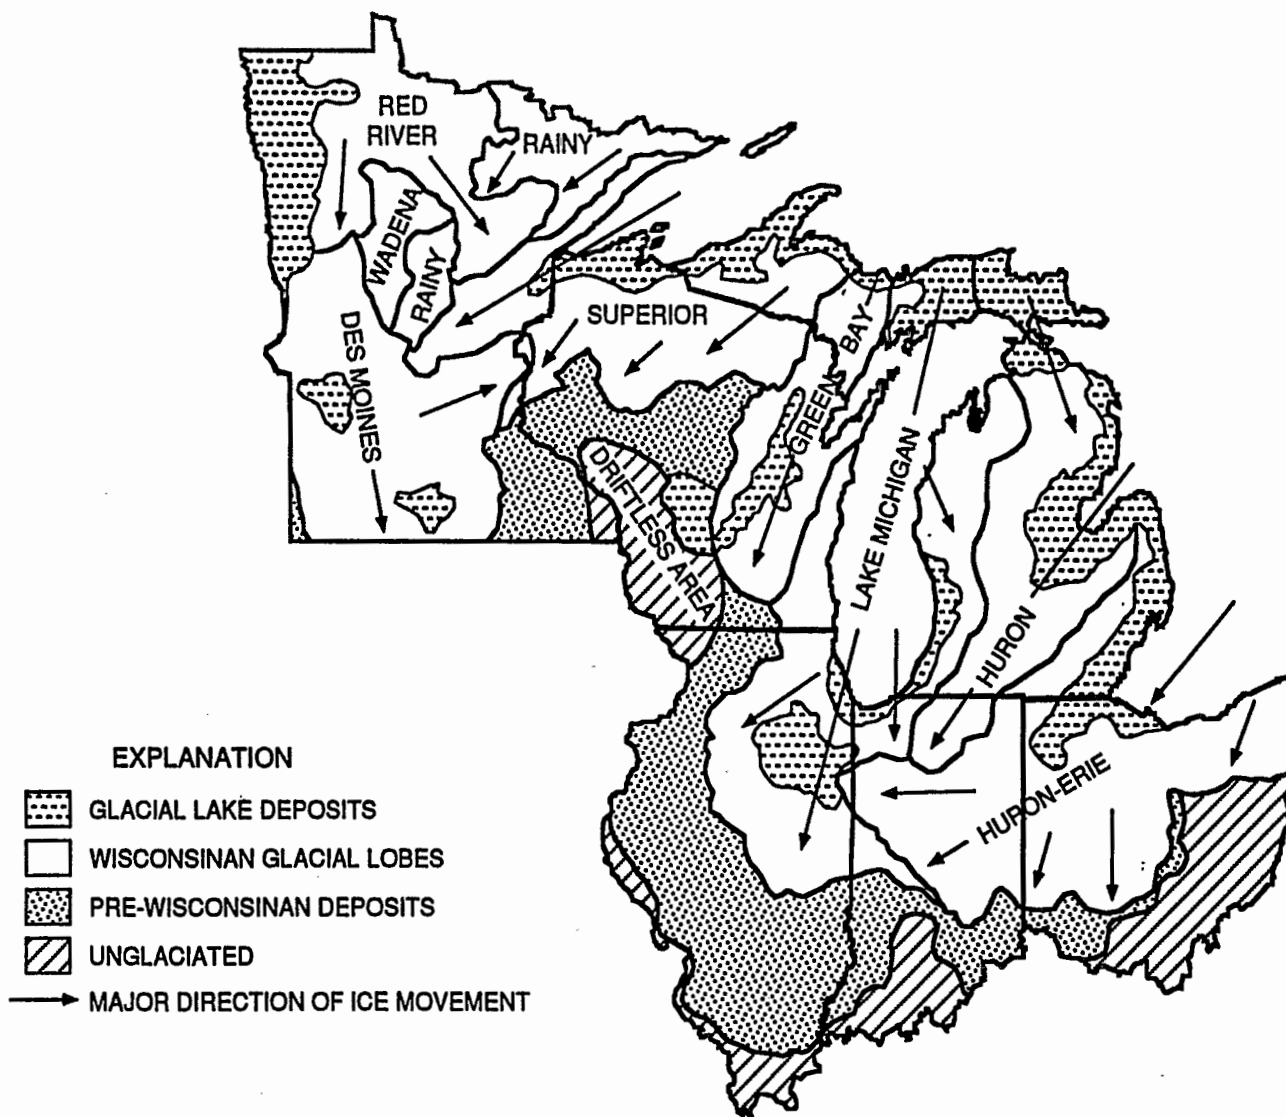 RED
RIVER
RAINY
WADENA
RAINY
DES MOINES
SUPERIOR
GREEN BAY
DRIFTLESS AREA
LAKE MICHIGAN
HURON
HURON-ERIE
EXPLANATION
GLACIAL LAKE DEPOSITS
WISCONSINAN GLACIAL LOBES
PRE-WISCONSINAN DEPOSITS
UNGLACIATED
MAJOR DIRECTION OF ICE MOVEMENT